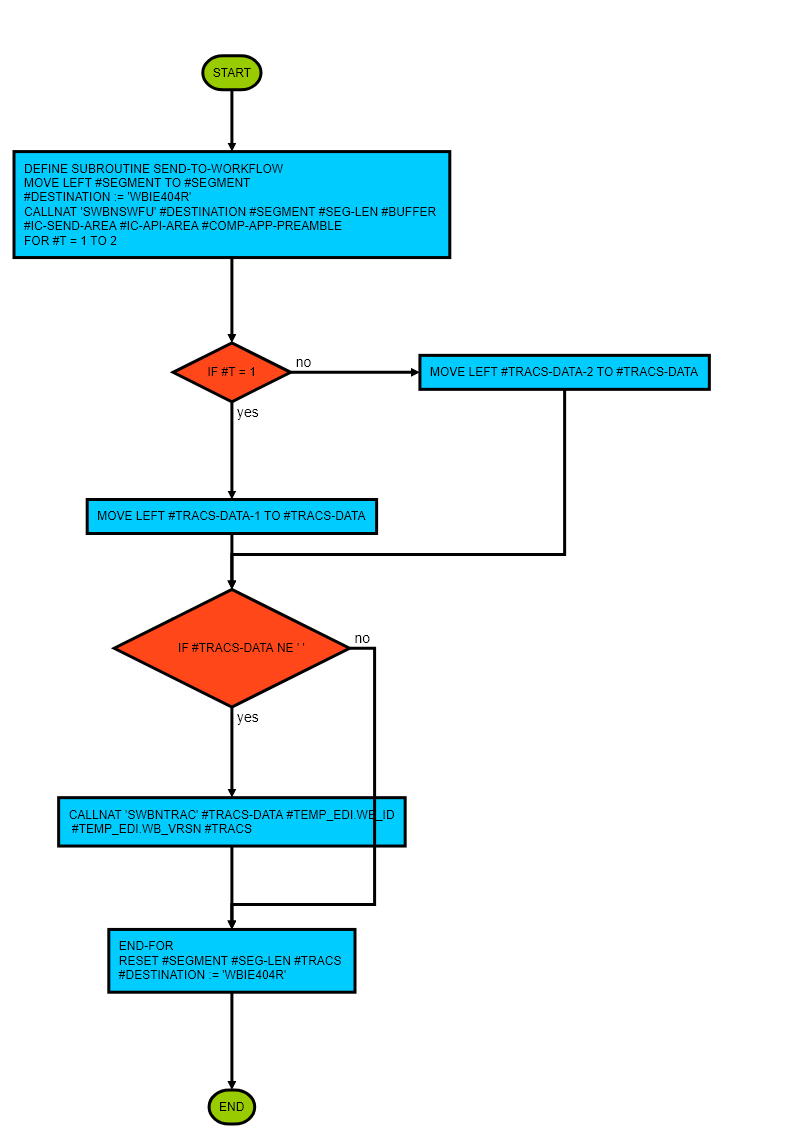 START
DEFINE SUBROUTINE SEND-TO-WORKFLOW
MOVE LEFT #SEGMENT TO #SEGMENT
#DESTINATION := 'WBIE404R'
CALLNAT 'SWBNSWFU' #DESTINATION #SEGMENT #SEG-LEN #BUFFER
#IC-SEND-AREA #IC-API-AREA #COMP-APP-PREAMBLE
FOR #T = 1 TO 2
IF #T = 1
no
MOVE LEFT #TRACS-DATA-2 TO #TRACS-DATA
yes
MOVE LEFT #TRACS-DATA-1 TO #TRACS-DATA
IF #TRACS-DATA NE ' '
no
yes
CALLNAT 'SWBNTRAC' #TRACS-DATA #TEMP_EDI.WB_ID
#TEMP_EDI.WB_VRSN #TRACS
END-FOR
RESET #SEGMENT #SEG-LEN #TRACS
#DESTINATION := 'WBIE404R'
END